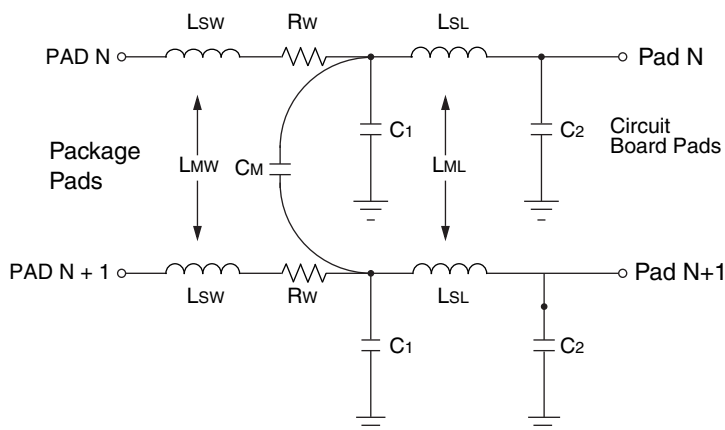 LSW RW LSL
PAD N Pad N
C1 C2 Circuit
Board Pads
Package
Pads
LMW CM LML
PAD N + 1 Pad N+1
LSW RW LSL
C1 C2